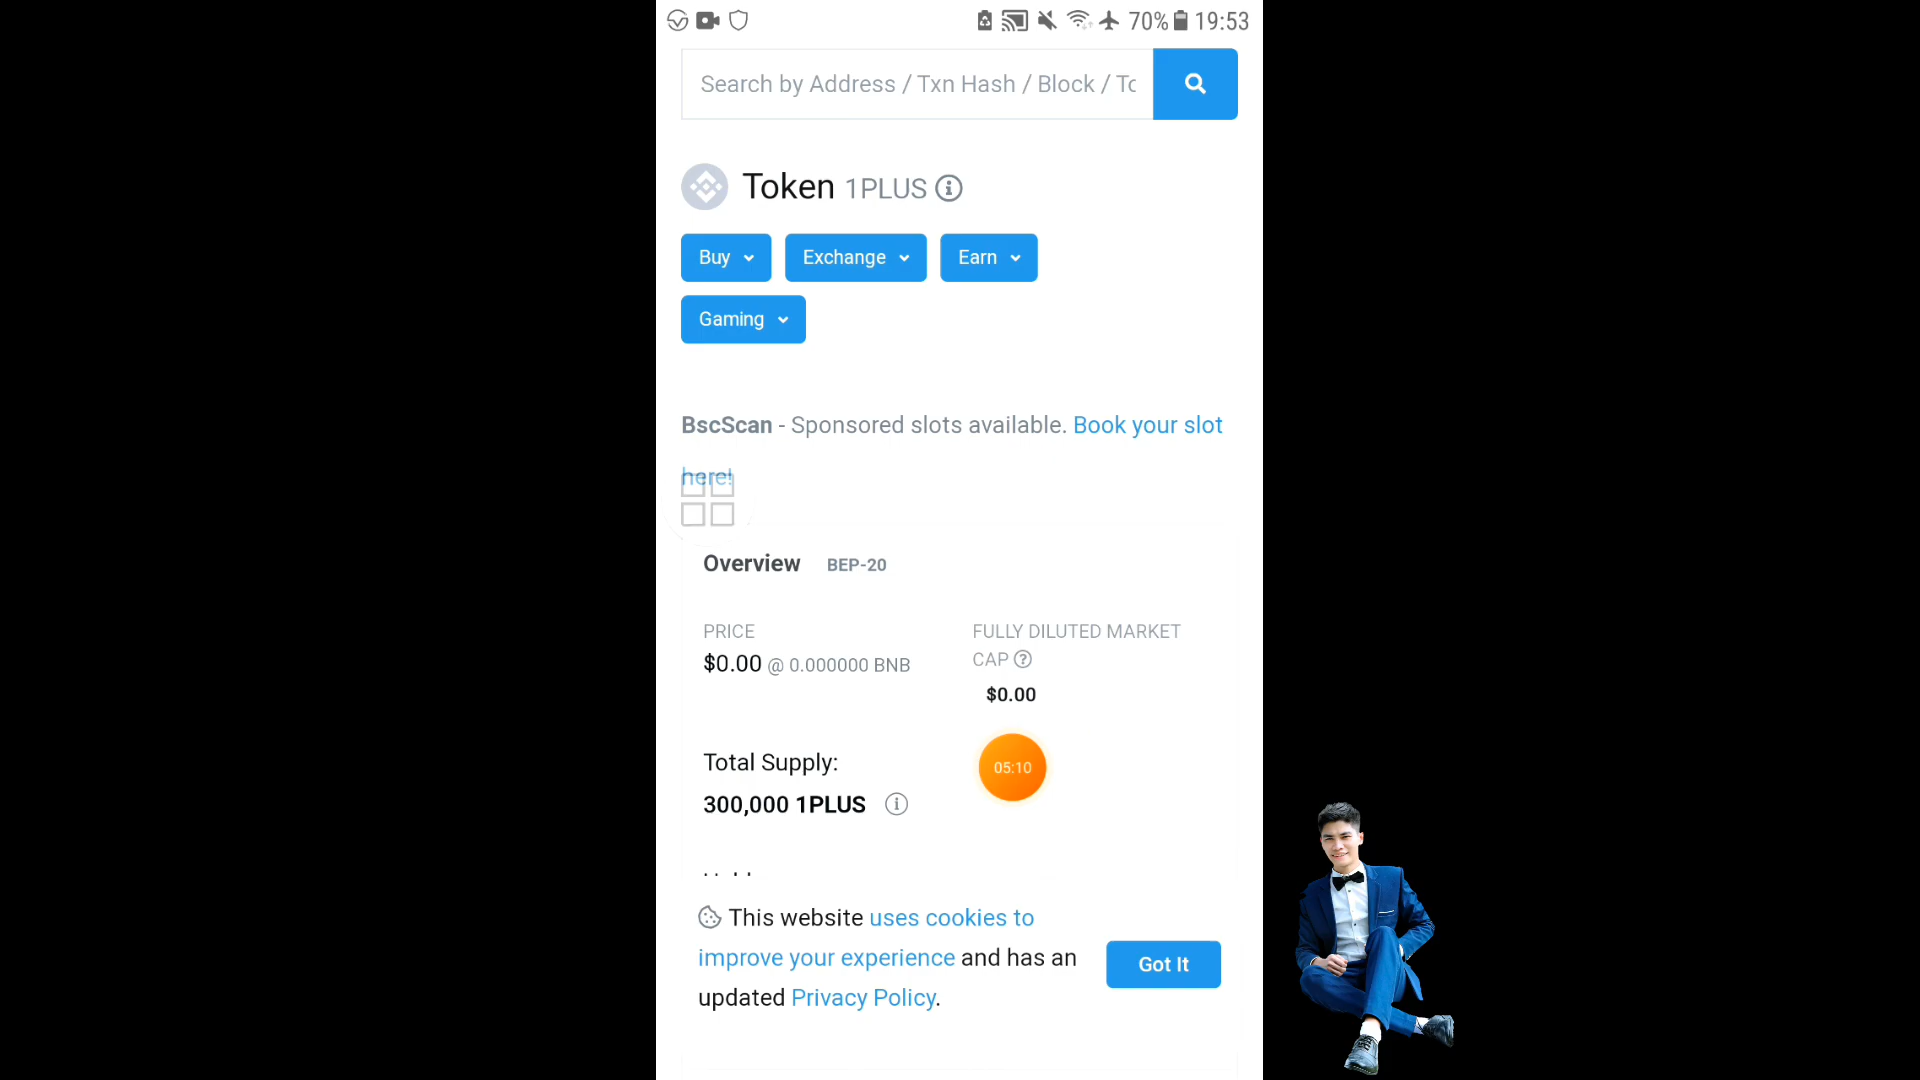 70% 19:53
Search by Address / Txn Hash / Block / To
Token 1PLUS
Buy Exchange Earn
Gaming
BscScan - Sponsored slots available. Book your slot
here!
Overview BEP-20
PRICE
$0.00 @ 0.000000 BNB
FULLY DILUTED MARKET
CAP
$0.00
Total Supply:
300,000 1PLUS
05:10
This website uses cookies to
improve your experience and has an
updated Privacy Policy.
Got It